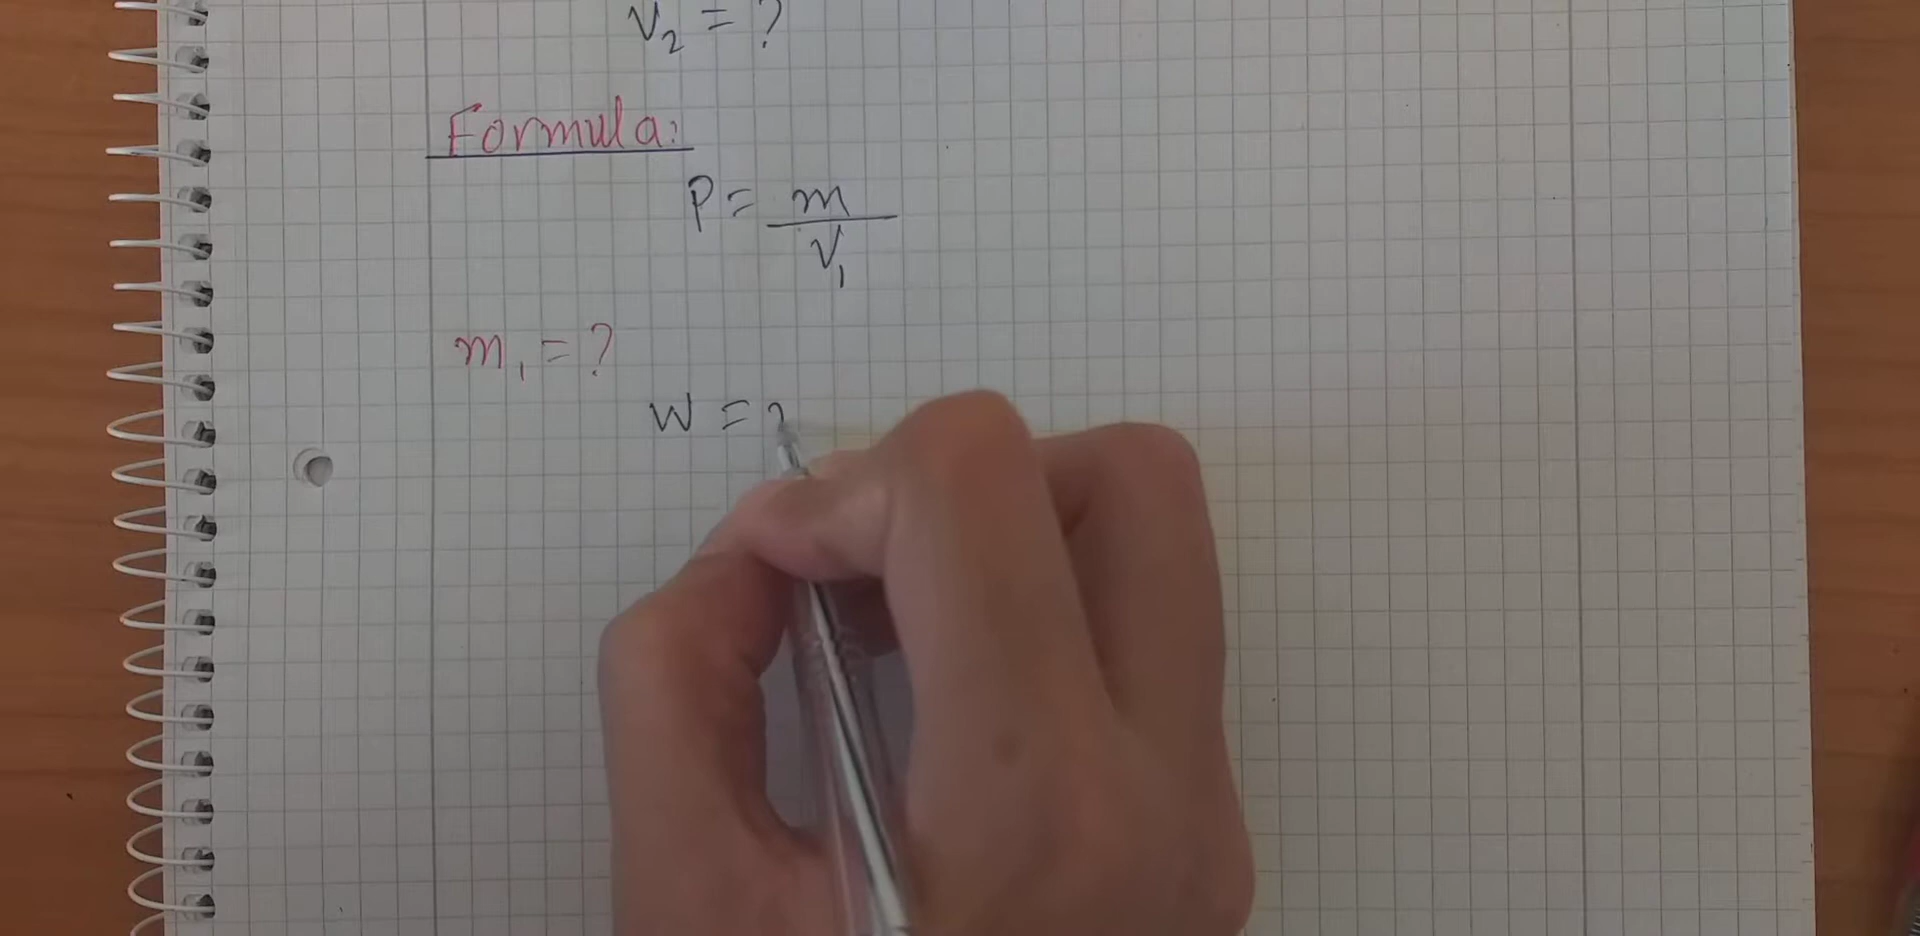 V₂ = ?
Formula:
P = m / V₁
m₁ = ?
W =